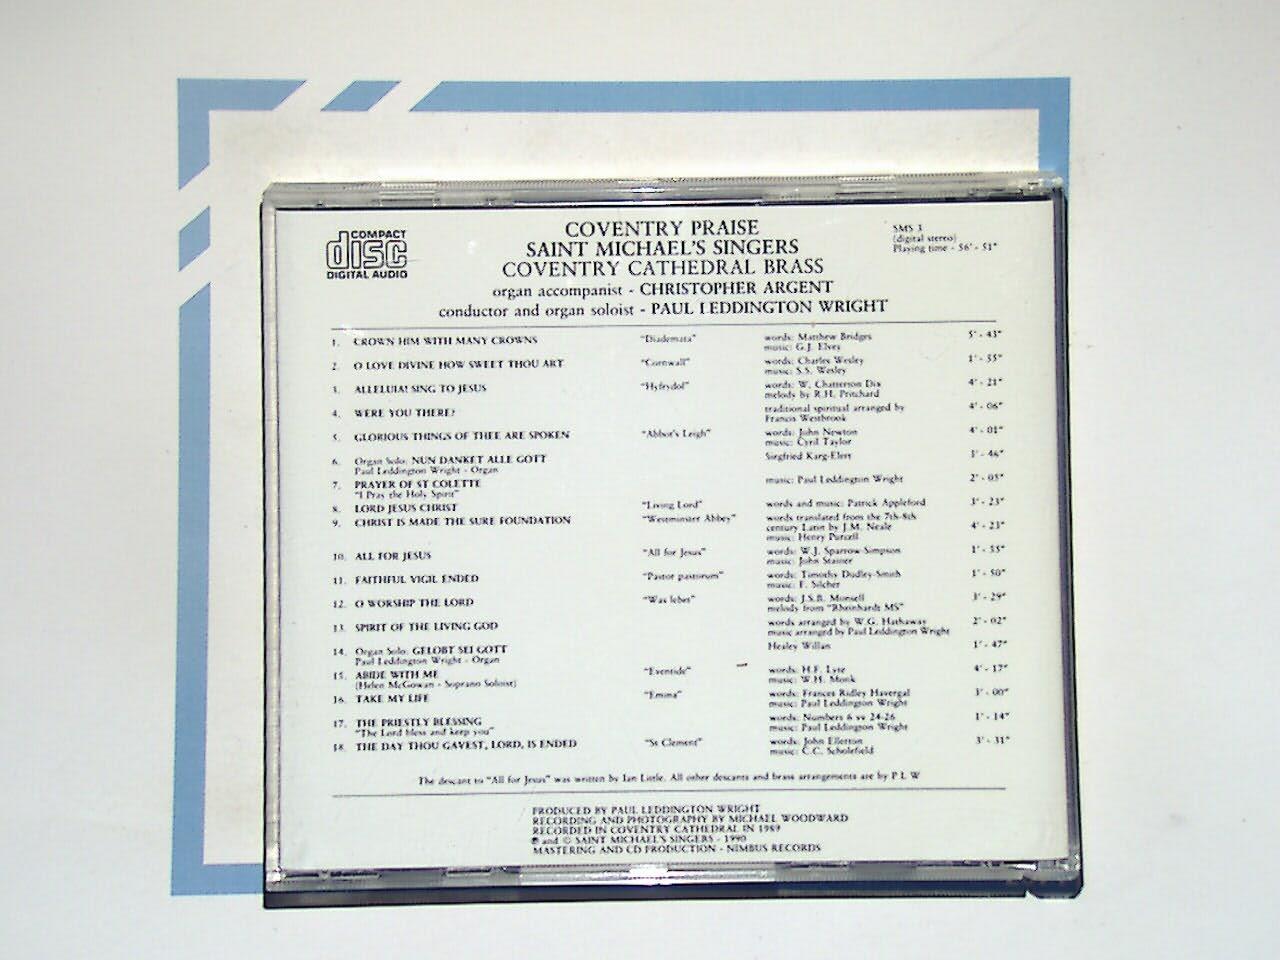 COMPACT
disc
DIGITAL AUDIO
COVENTRY PRAISE
SAINT MICHAEL'S SINGERS
COVENTRY CATHEDRAL BRASS
organ accompanist - CHRISTOPHER ARGENT
conductor and organ soloist - PAUL LEDDINGTON WRIGHT
SMS 3
(digital stereo)
Playing time - 56' - 51"
1. CROWN HIM WITH MANY CROWNS "Diademata" words: Matthew Bridges 5' - 43"
music: G.J. Elvey
2. O LOVE DIVINE HOW SWEET THOU ART "Cornwall" words: Charles Wesley 1' - 55"
music: S.S. Wesley
3. ALLELUIA! SING TO JESUS "Hyfrydol" words: W. Chatterton Dix 4' - 21"
melody by R.H. Pritchard
4. WERE YOU THERE? traditional spiritual arranged by 4' - 06"
Francis Westbrook
5. GLORIOUS THINGS OF THEE ARE SPOKEN "Abbot's Leigh" words: John Newton 4' - 01"
music: Cyril Taylor
6. Organ Solo: NUN DANKET ALLE GOTT Siegfried Karg-Elert 3' - 46"
Paul Leddington Wright - Organ
7. PRAYER OF ST COLETTE music: Paul Leddington Wright 2' - 05"
"I Pray the Holy Spirit"
8. LORD JESUS CHRIST "Living Lord" words and music: Patrick Appleford 3' - 23"
9. CHRIST IS MADE THE SURE FOUNDATION "Westminster Abbey" words translated from the 7th-8th 4' - 23"
century Latin by J.M. Neale
music: Henry Purcell
10. ALL FOR JESUS "All for Jesus" words: W.J. Sparrow-Simpson 1' - 55"
music: John Stainer
11. FAITHFUL VIGIL ENDED "Pastor pastorum" words: Timothy Dudley-Smith 1' - 50"
music: F. Silcher
12. O WORSHIP THE LORD "Was lebet" words: J.S.B. Monsell 3' - 29"
melody from "Rheinhardt MS"
13. SPIRIT OF THE LIVING GOD words arranged by W.G. Hathaway 2' - 02"
music arranged by Paul Leddington Wright
14. Organ Solo: GELOBT SEI GOTT Healey Willan 1' - 47"
Paul Leddington Wright - Organ
15. ABIDE WITH ME "Eventide" words: H.F. Lyte 4' - 17"
(Helen McGowan - Soprano Soloist) music: W.H. Monk
16. TAKE MY LIFE "Emma" words: Frances Ridley Havergal 3' - 00"
music: Paul Leddington Wright
17. THE PRIESTLY BLESSING words: Numbers 6 vv 24-26 1' - 14"
"The Lord bless and keep you" music: Paul Leddington Wright
18. THE DAY THOU GAVEST, LORD, IS ENDED "St Clement" words: John Ellerton 3' - 31"
music: C.C. Scholefield
The descant to "All for Jesus" was written by Ian Little. All other descants and brass arrangements are by P L W
PRODUCED BY PAUL LEDDINGTON WRIGHT
RECORDING AND PHOTOGRAPHY BY MICHAEL WOODWARD
RECORDED IN COVENTRY CATHEDRAL IN 1989
℗ and © SAINT MICHAEL'S SINGERS - 1990
MASTERING AND CD PRODUCTION - NIMBUS RECORDS